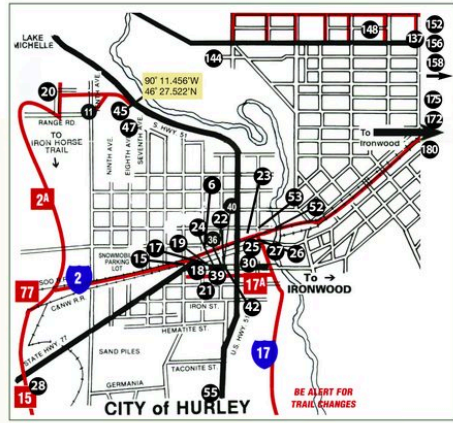 LAKE
MICHELLE
90° 11.456'W
46° 27.522'N
148
152
137
156
144
158
20
175
11
45
47
172
180
RANGE RD.
TO
IRON HORSE
TRAIL
NINTH AVE.
EIGHTH AVE.
SEVENTH AVE.
S. HWY. 51
To
Ironwood
2A
6
23
53
52
40
24
22
36
19
17
15
18
39
21
25
30
27
26
SNOWMOBILE
PARKING
LOT
SOO
2
C&NW R.R.
77
17A
To →
IRONWOOD
42
IRON ST.
HEMATITE ST.
U.S. HWY. 51
17
STATE HWY. 77
SAND PILES
TACONITE ST.
GERMANIA
28
15
55
CITY of HURLEY
BE ALERT FOR
TRAIL CHANGES